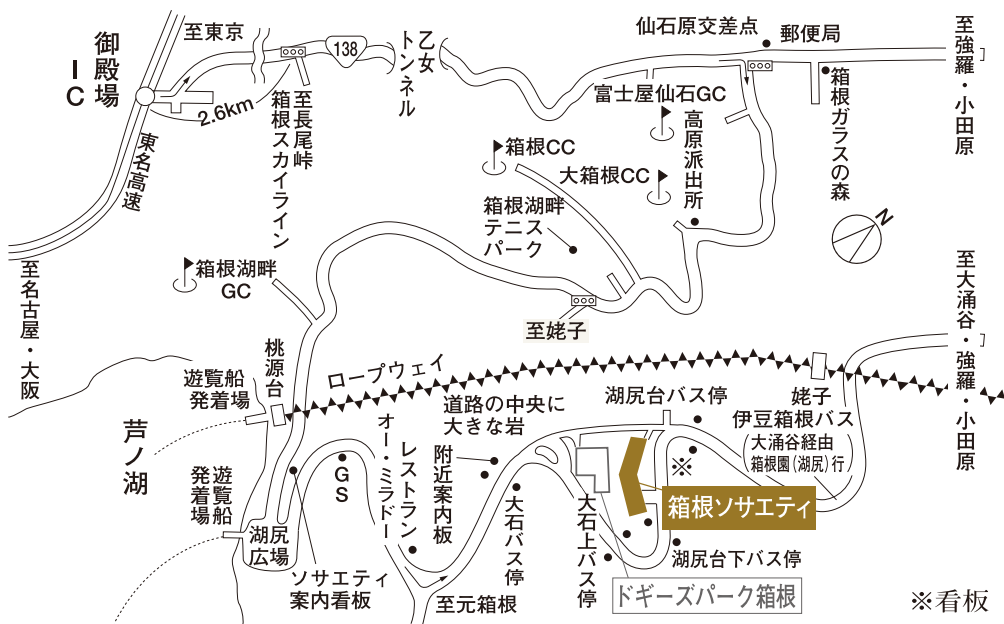 御殿場
IC
至東京
138
乙女
トンネル
仙石原交差点
郵便局
至強羅・小田原
2.6km
至長尾峠
箱根スカイライン
東名高速
富士屋仙石GC
箱根ガラスの森
箱根CC
大箱根CC
高原派出所
箱根湖畔
テニス
パーク
N
至名古屋・大阪
箱根湖畔
GC
至姥子
至大涌谷・強羅・小田原
桃源台
ロープウェイ
遊覧船
発着場
道路の中央に
大きな岩
湖尻台バス停
姥子
伊豆箱根バス
大涌谷経由
箱根園(湖尻)行
芦ノ湖
GS
レストラン
オー・ミラドー
附近案内板
※
箱根ソサエティ
遊覧船
発着場
湖尻
広場
大石バス停
大石上バス停
湖尻台下バス停
ソサエティ
案内看板
至元箱根
ドギーズパーク箱根
※看板